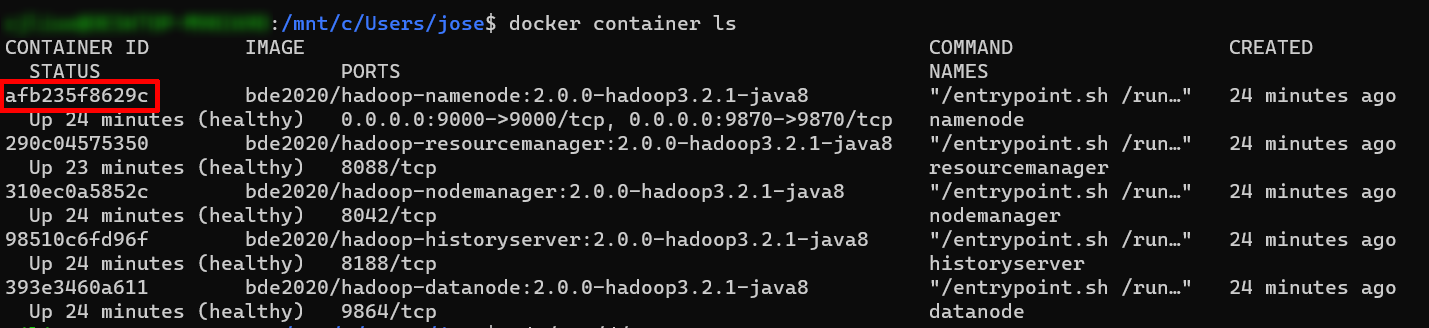 :/mnt/c/Users/jose$ docker container ls
CONTAINER ID        IMAGE                                                    COMMAND                  CREATED
  STATUS                    PORTS                                            NAMES
afb235f8629c        bde2020/hadoop-namenode:2.0.0-hadoop3.2.1-java8          "/entrypoint.sh /run…"   24 minutes ago
  Up 24 minutes (healthy)   0.0.0.0:9000->9000/tcp, 0.0.0.0:9870->9870/tcp   namenode
290c04575350        bde2020/hadoop-resourcemanager:2.0.0-hadoop3.2.1-java8   "/entrypoint.sh /run…"   24 minutes ago
  Up 23 minutes (healthy)   8088/tcp                                         resourcemanager
310ec0a5852c        bde2020/hadoop-nodemanager:2.0.0-hadoop3.2.1-java8       "/entrypoint.sh /run…"   24 minutes ago
  Up 24 minutes (healthy)   8042/tcp                                         nodemanager
98510c6fd96f        bde2020/hadoop-historyserver:2.0.0-hadoop3.2.1-java8     "/entrypoint.sh /run…"   24 minutes ago
  Up 24 minutes (healthy)   8188/tcp                                         historyserver
393e3460a611        bde2020/hadoop-datanode:2.0.0-hadoop3.2.1-java8          "/entrypoint.sh /run…"   24 minutes ago
  Up 24 minutes (healthy)   9864/tcp                                         datanode